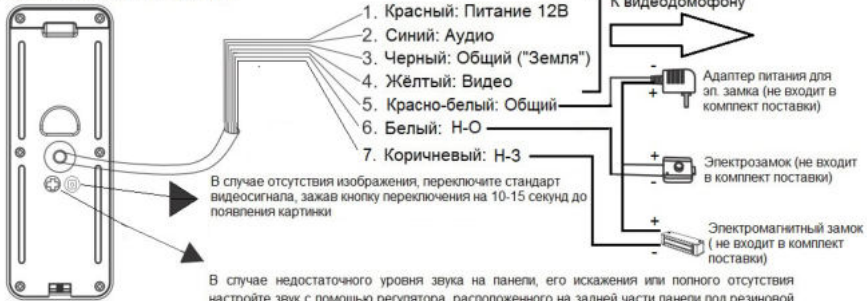 К видеодомофону
1. Красный: Питание 12В
2. Синий: Аудио
3. Черный: Общий ("Земля")
4. Жёлтый: Видео
5. Красно-белый: Общий
6. Белый: Н-О
7. Коричневый: Н-З
-
+
Адаптер питания для
эл. замка (не входит в
комплект поставки)
+
-
Электрозамок (не входит
в комплект поставки)
+
-
Электромагнитный замок
( не входит в комплект
поставки)
В случае отсутствия изображения, переключите стандарт
видеосигнала, зажав кнопку переключения на 10-15 секунд до
появления картинки
В случае недостаточного уровня звука на панели, его искажения или полного отсутствия
настройте звук с помощью регулятора, расположенного на задней части панели под резиновой